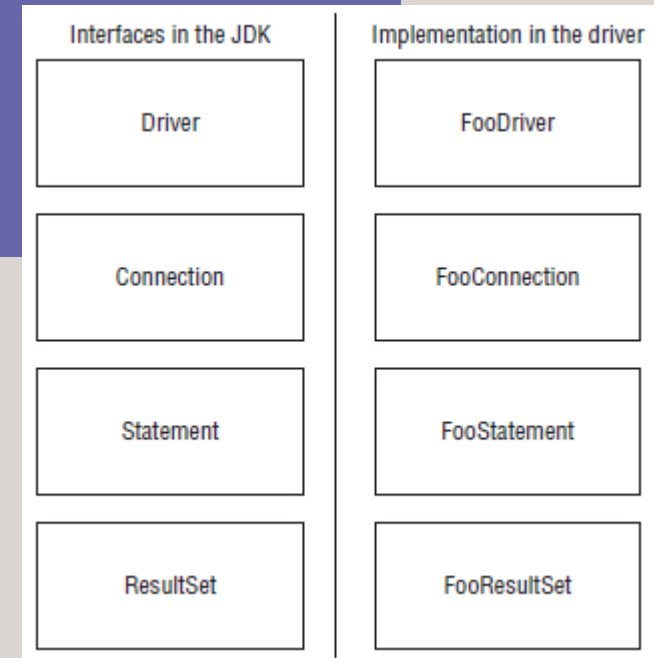 Interfaces in the JDK
Implementation in the driver
Driver
FooDriver
Connection
FooConnection
Statement
FooStatement
ResultSet
FooResultSet